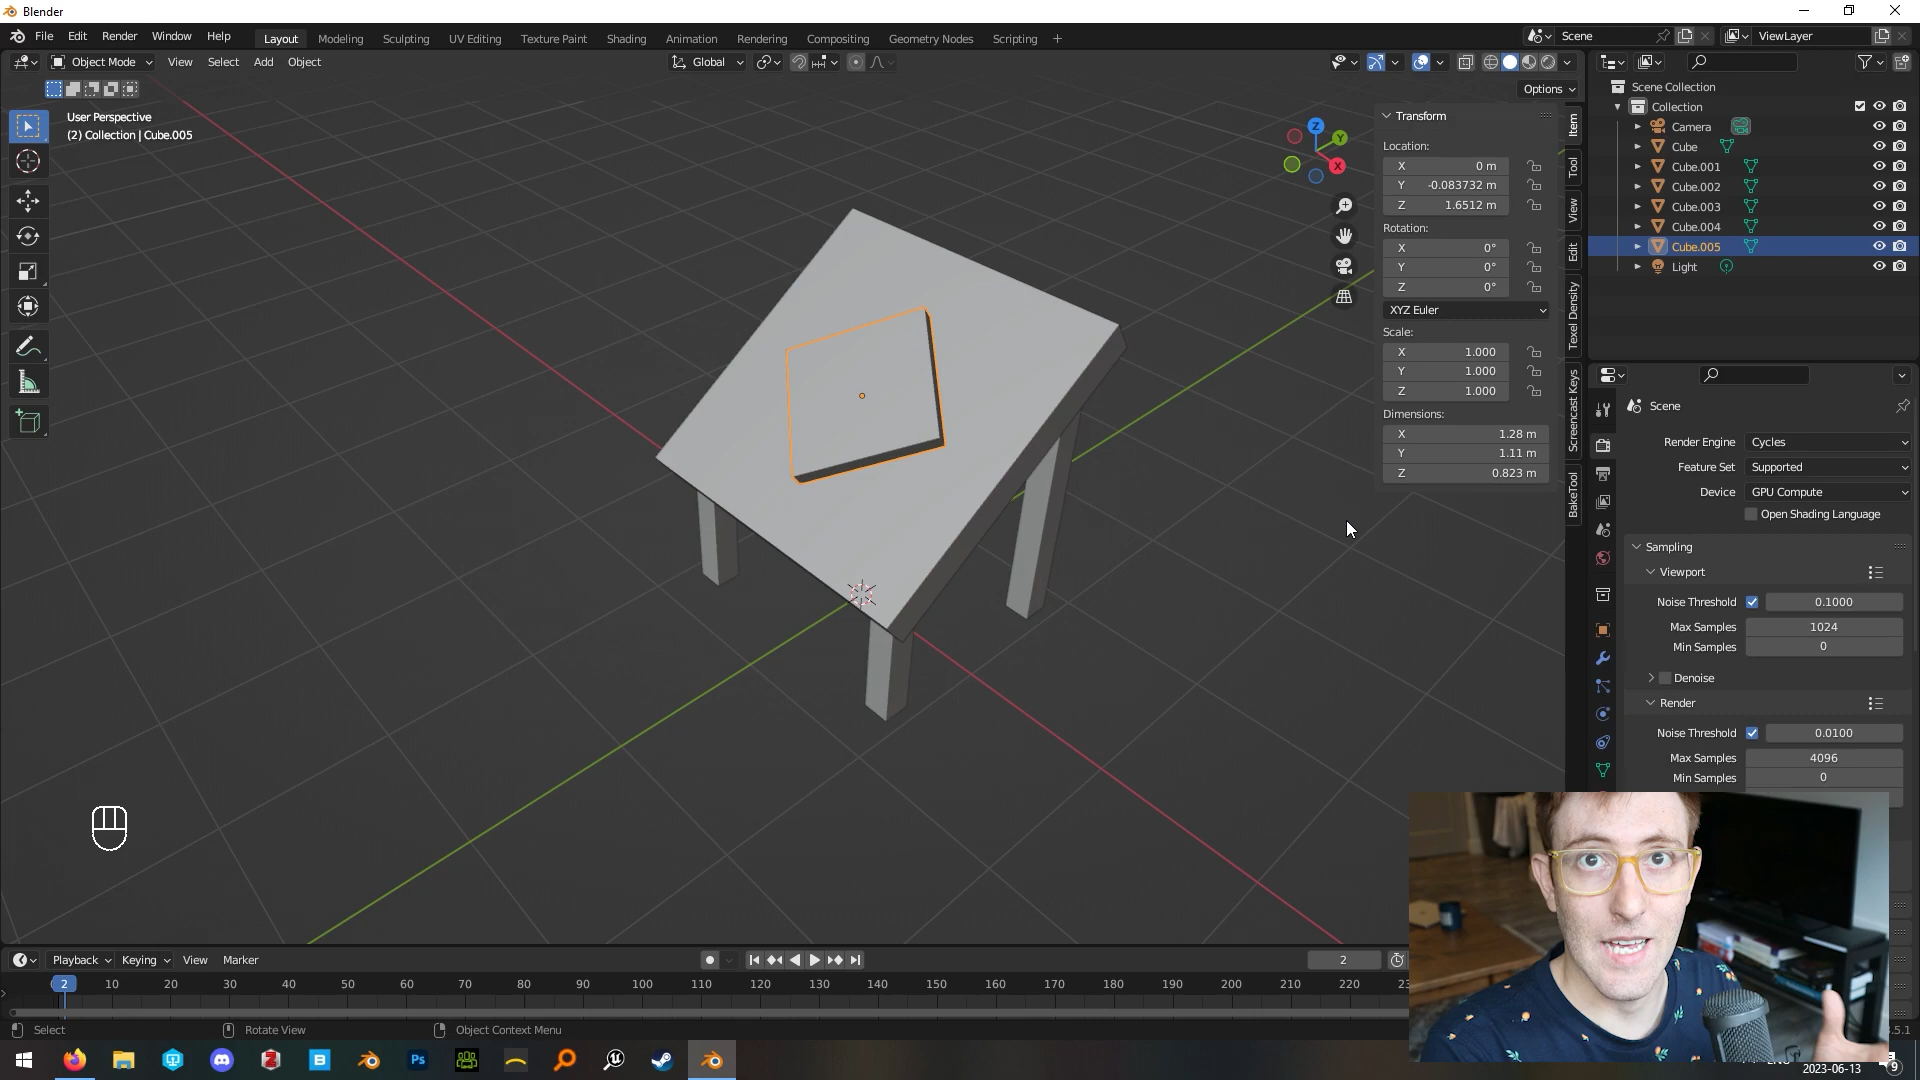 Blender
File Edit Render Window Help
Layout Modeling Sculpting UV Editing Texture Paint Shading Animation Rendering Compositing Geometry Nodes Scripting +
Scene
ViewLayer
Object Mode View Select Add Object
Global
Options
User Perspective
(2) Collection | Cube.005
Z
Y
X
Transform
Location:
X 0 m
Y -0.083732 m
Z 1.6512 m
Rotation:
X 0°
Y 0°
Z 0°
XYZ Euler
Scale:
X 1.000
Y 1.000
Z 1.000
Dimensions:
X 1.28 m
Y 1.11 m
Z 0.823 m
Item
Tool
View
Edit
Texel Density
Screencast Keys
BakeTool
Scene Collection
Collection
Camera
Cube
Cube.001
Cube.002
Cube.003
Cube.004
Cube.005
Light
Scene
Render Engine Cycles
Feature Set Supported
Device GPU Compute
Open Shading Language
Sampling
Viewport
Noise Threshold 0.1000
Max Samples 1024
Min Samples 0
Denoise
Render
Noise Threshold 0.0100
Max Samples 4096
Min Samples 0
Playback Keying View Marker
2
2 10 20 30 40 50 60 70 80 90 100 110 120 130 140 150 160 170 180 190 200 210 220
Select Rotate View Object Context Menu
.5.1
Ps
2023-06-13
9